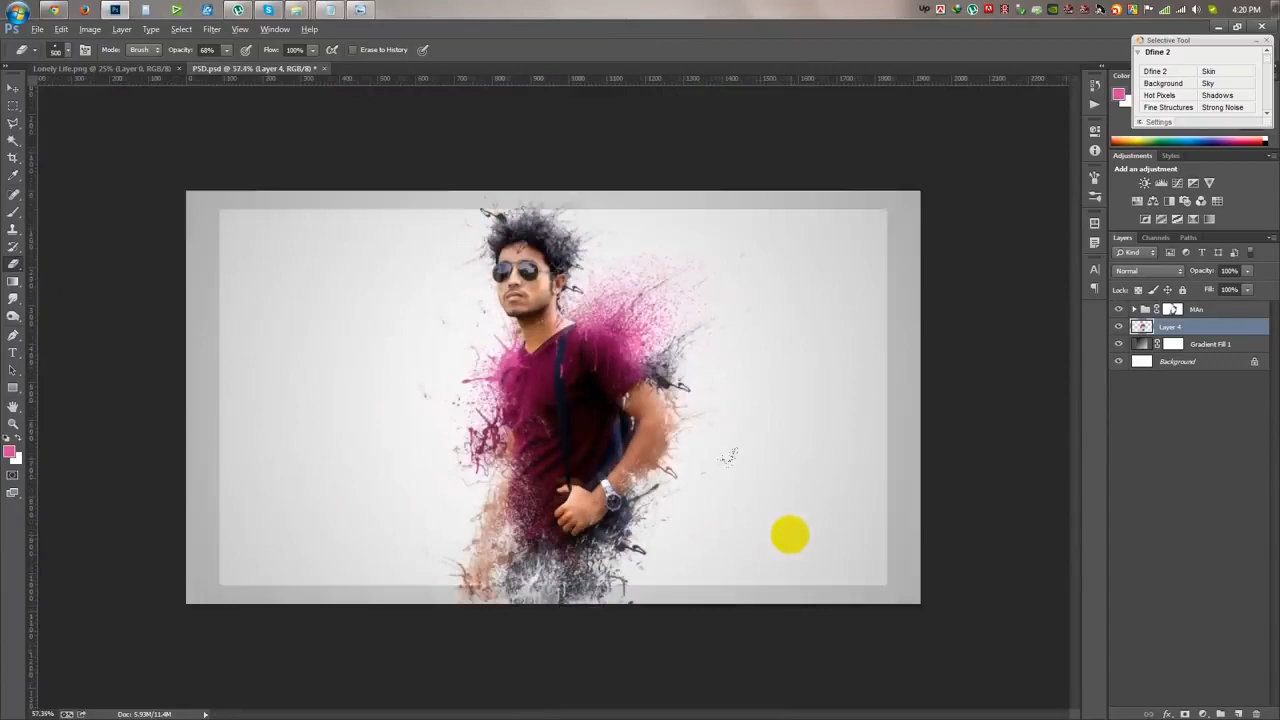 Up
4:20 PM
Ps
File
Edit
Image
Layer
Type
Select
Filter
View
Window
Help
500
Mode:
Brush
Opacity:
68%
Flow:
100%
Erase to History
Lonely Life.png @ 25% (Layer 0, RGB/8)
×
PSD.psd @ 57.4% (Layer 4, RGB/8) *
×
Selective Tool
Dfine 2
Dfine 2
Skin
Background
Sky
Hot Pixels
Shadows
Fine Structures
Strong Noise
Settings
Color
Adjustments
Styles
Add an adjustment
Layers
Channels
Paths
Kind
Normal
Opacity:
100%
Lock:
Fill:
100%
MAn
Layer 4
Gradient Fill 1
Background
57.39%
Doc: 5.93M/11.4M